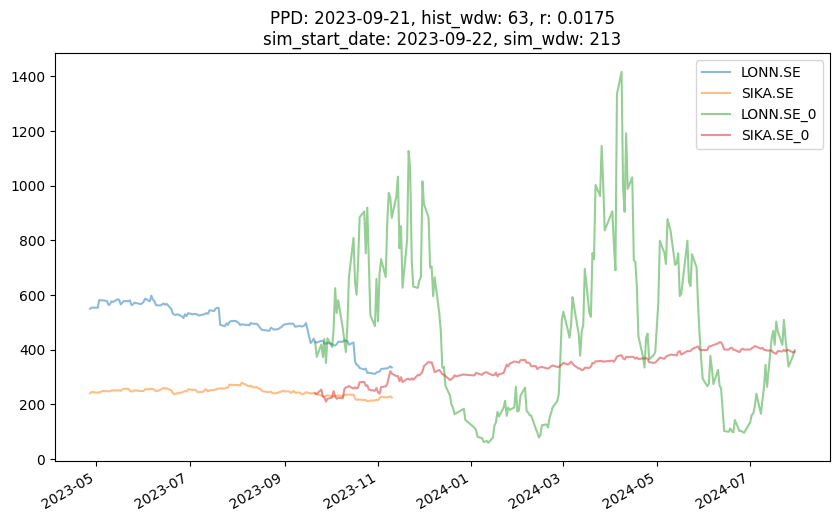 PPD: 2023-09-21, hist_wdw: 63, r: 0.0175
sim_start_date: 2023-09-22, sim_wdw: 213
LONN.SE
SIKA.SE
LONN.SE_0
SIKA.SE_0
1400
1200
1000
800
600
400
200
0
2023-05
2023-07
2023-09
2023-11
2024-01
2024-03
2024-05
2024-07